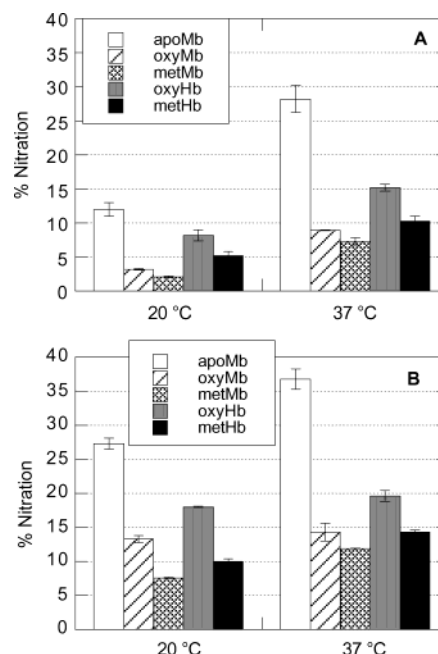 40
35
30
25
20
15
10
5
0
% Nitration
apoMb
oxyMb
metMb
oxyHb
metHb
A
20 °C 37 °C
40
35
30
25
20
15
10
5
0
% Nitration
apoMb
oxyMb
metMb
oxyHb
metHb
B
20 °C 37 °C